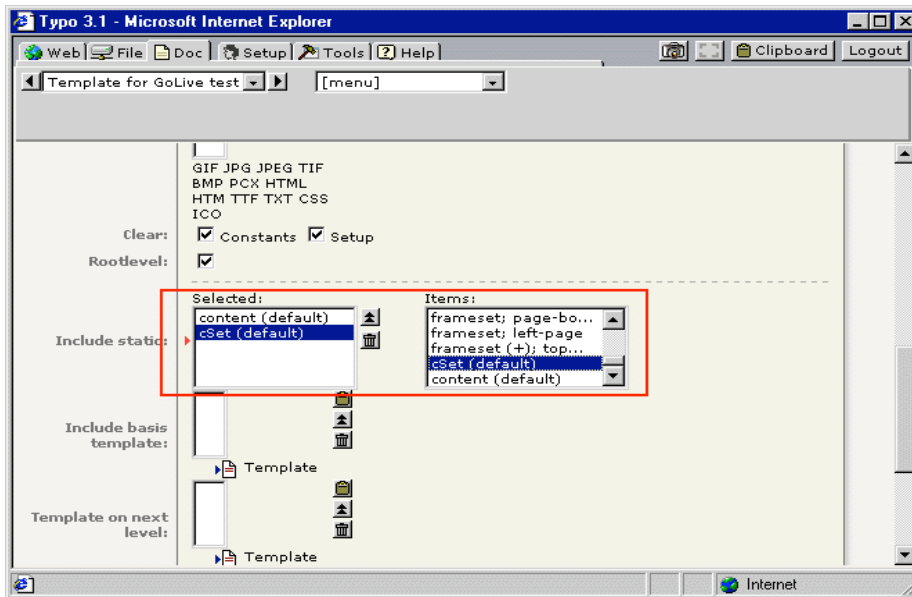 Typo 3.1 - Microsoft Internet Explorer
Web File Doc Setup Tools Help Clipboard Logout
Template for GoLive test [menu]
GIF JPG JPEG TIF
BMP PCX HTML
HTM TTF TXT CSS
ICO
Clear: Constants Setup
Rootlevel:
Selected: Items:
content (default) frameset; page-bo...
cSet (default) frameset; left-page
Include static: frameset (+); top...
cSet (default)
content (default)
Include basis
template:
Template
Template on next
level:
Template
Internet